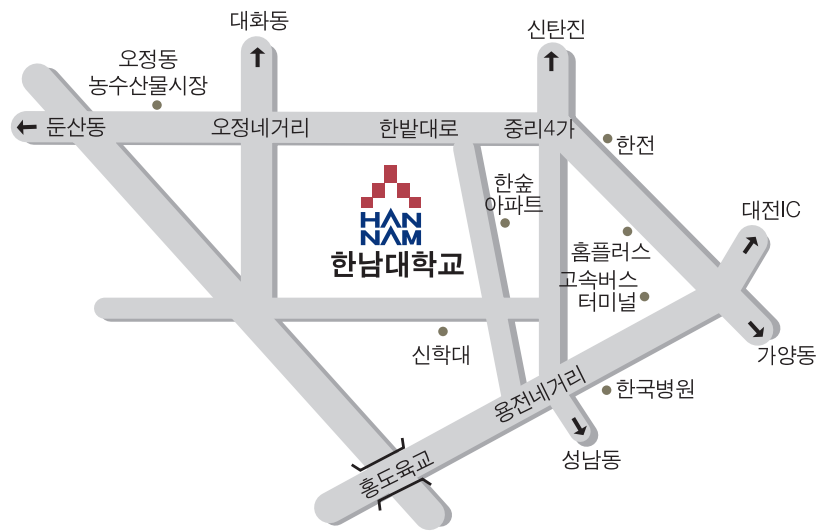 대화동
신탄진
오정동
농수산물시장
둔산동
오정네거리
한밭대로
중리4가
한전
한숲
아파트
HAN
NAM
한남대학교
대전IC
홈플러스
고속버스
터미널
신학대
가양동
용전네거리
한국병원
성남동
홍도육교